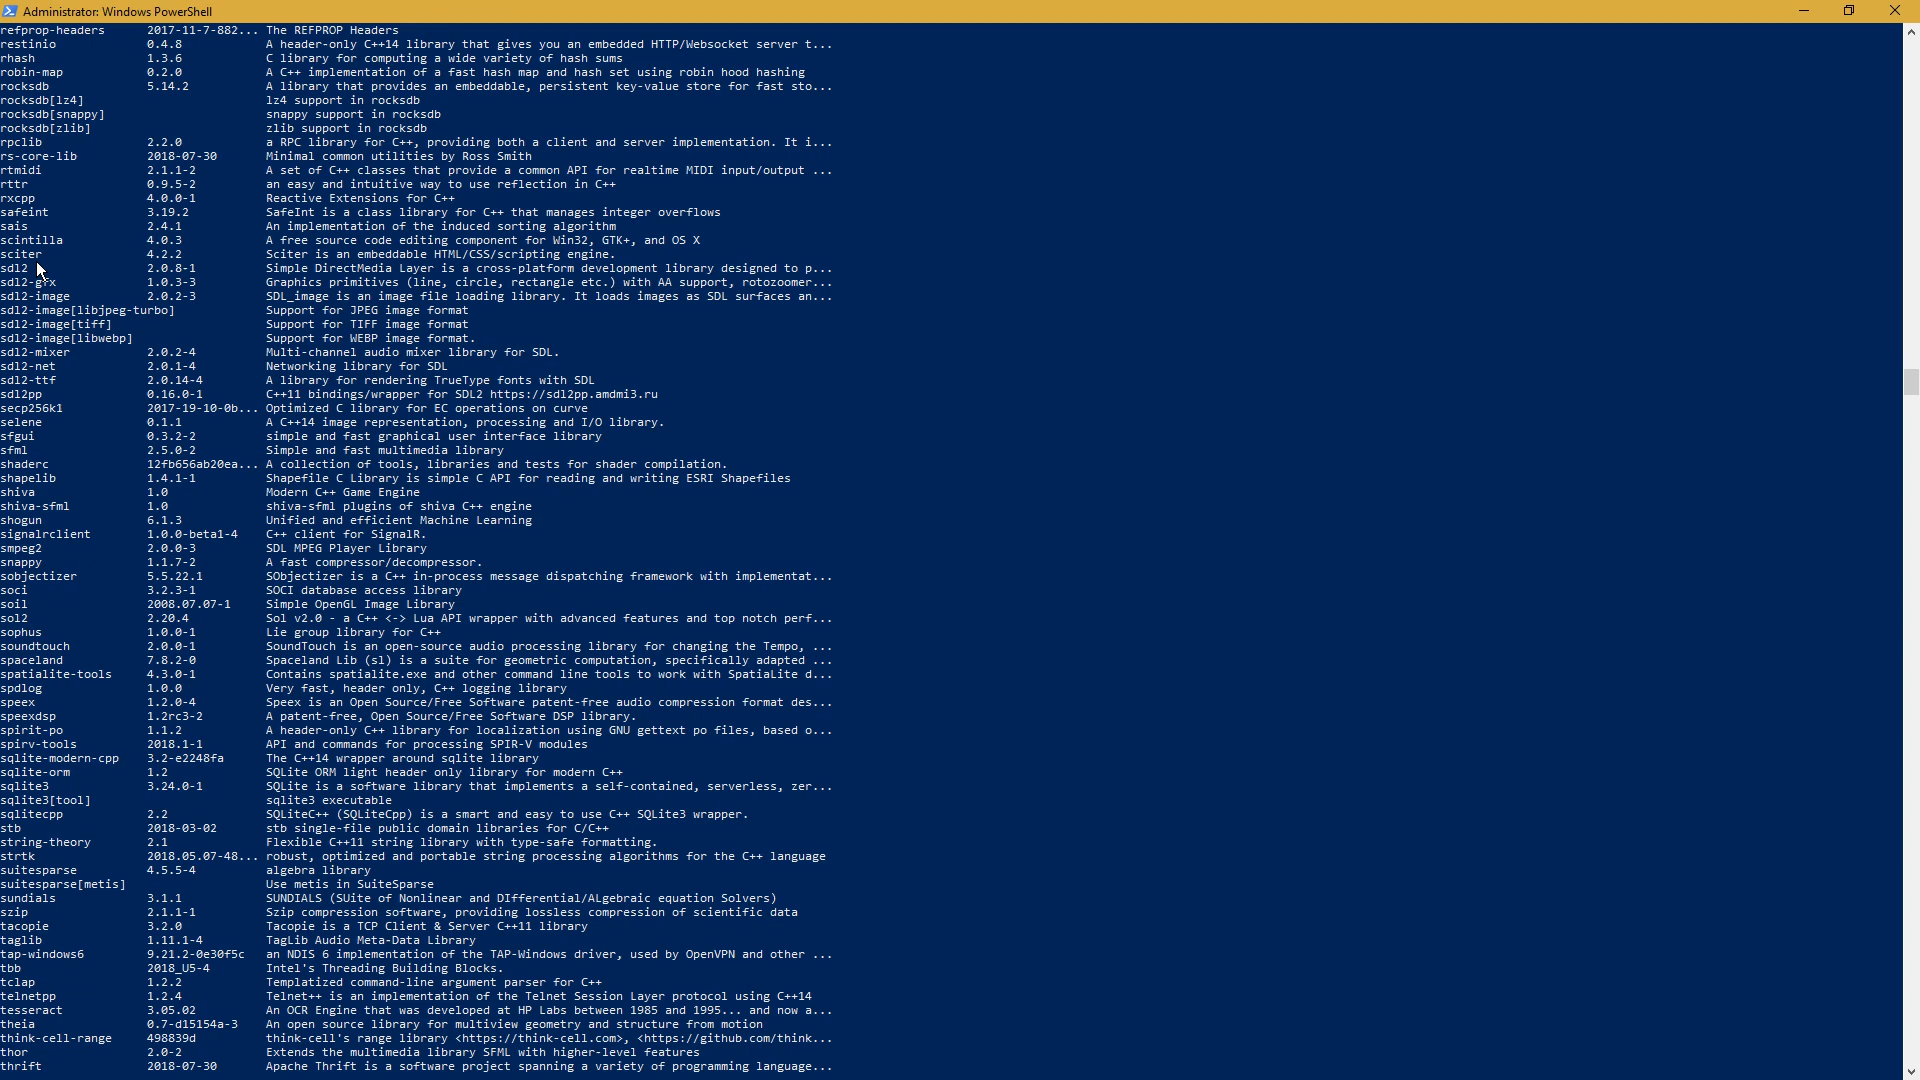 Administrator: Windows PowerShell
refprop-headers 2017-11-7-882... The REFPROP Headers
restinio 0.4.8 A header-only C++14 library that gives you an embedded HTTP/Websocket server t...
rhash 1.3.6 C library for computing a wide variety of hash sums
robin-map 0.2.0 A C++ implementation of a fast hash map and hash set using robin hood hashing
rocksdb 5.14.2 A library that provides an embeddable, persistent key-value store for fast sto...
rocksdb[lz4] lz4 support in rocksdb
rocksdb[snappy] snappy support in rocksdb
rocksdb[zlib] zlib support in rocksdb
rpclib 2.2.0 a RPC library for C++, providing both a client and server implementation. It i...
rs-core-lib 2018-07-30 Minimal common utilities by Ross Smith
rtmidi 2.1.1-2 A set of C++ classes that provide a common API for realtime MIDI input/output ...
rttr 0.9.5-2 an easy and intuitive way to use reflection in C++
rxcpp 4.0.0-1 Reactive Extensions for C++
safeint 3.19.2 SafeInt is a class library for C++ that manages integer overflows
sais 2.4.1 An implementation of the induced sorting algorithm
scintilla 4.0.3 A free source code editing component for Win32, GTK+, and OS X
sciter 4.2.2 Sciter is an embeddable HTML/CSS/scripting engine.
sdl2 2.0.8-1 Simple DirectMedia Layer is a cross-platform development library designed to p...
sdl2-gfx 1.0.3-3 Graphics primitives (line, circle, rectangle etc.) with AA support, rotozoomer...
sdl2-image 2.0.2-3 SDL_image is an image file loading library. It loads images as SDL surfaces an...
sdl2-image[libjpeg-turbo] Support for JPEG image format
sdl2-image[tiff] Support for TIFF image format
sdl2-image[libwebp] Support for WEBP image format.
sdl2-mixer 2.0.2-4 Multi-channel audio mixer library for SDL.
sdl2-net 2.0.1-4 Networking library for SDL
sdl2-ttf 2.0.14-4 A library for rendering TrueType fonts with SDL
sdl2pp 0.16.0-1 C++11 bindings/wrapper for SDL2 https://sdl2pp.amdmi3.ru
secp256k1 2017-19-10-0b... Optimized C library for EC operations on curve
selene 0.1.1 A C++14 image representation, processing and I/O library.
sfgui 0.3.2-2 simple and fast graphical user interface library
sfml 2.5.0-2 Simple and fast multimedia library
shaderc 12fb656ab20ea... A collection of tools, libraries and tests for shader compilation.
shapelib 1.4.1-1 Shapefile C Library is simple C API for reading and writing ESRI Shapefiles
shiva 1.0 Modern C++ Game Engine
shiva-sfml 1.0 shiva-sfml plugins of shiva C++ engine
shogun 6.1.3 Unified and efficient Machine Learning
signalrclient 1.0.0-beta1-4 C++ client for SignalR.
smpeg2 2.0.0-3 SDL MPEG Player Library
snappy 1.1.7-2 A fast compressor/decompressor.
sobjectizer 5.5.22.1 SObjectizer is a C++ in-process message dispatching framework with implementat...
soci 3.2.3-1 SOCI database access library
soil 2008.07.07-1 Simple OpenGL Image Library
sol2 2.20.4 Sol v2.0 - a C++ <-> Lua API wrapper with advanced features and top notch perf...
sophus 1.0.0-1 Lie group library for C++
soundtouch 2.0.0-1 SoundTouch is an open-source audio processing library for changing the Tempo, ...
spaceland 7.8.2-0 Spaceland Lib (sl) is a suite for geometric computation, specifically adapted ...
spatialite-tools 4.3.0-1 Contains spatialite.exe and other command line tools to work with SpatiaLite d...
spdlog 1.0.0 Very fast, header only, C++ logging library
speex 1.2.0-4 Speex is an Open Source/Free Software patent-free audio compression format des...
speexdsp 1.2rc3-2 A patent-free, Open Source/Free Software DSP library.
spirit-po 1.1.2 A header-only C++ library for localization using GNU gettext po files, based o...
spirv-tools 2018.1-1 API and commands for processing SPIR-V modules
sqlite-modern-cpp 3.2-e2248fa The C++14 wrapper around sqlite library
sqlite-orm 1.2 SQLite ORM light header only library for modern C++
sqlite3 3.24.0-1 SQLite is a software library that implements a self-contained, serverless, zer...
sqlite3[tool] sqlite3 executable
sqlitecpp 2.2 SQLiteC++ (SQLiteCpp) is a smart and easy to use C++ SQLite3 wrapper.
stb 2018-03-02 stb single-file public domain libraries for C/C++
string-theory 2.1 Flexible C++11 string library with type-safe formatting.
strtk 2018.05.07-48... robust, optimized and portable string processing algorithms for the C++ language
suitesparse 4.5.5-4 algebra library
suitesparse[metis] Use metis in SuiteSparse
sundials 3.1.1 SUNDIALS (SUite of Nonlinear and DIfferential/ALgebraic equation Solvers)
szip 2.1.1-1 Szip compression software, providing lossless compression of scientific data
tacopie 3.2.0 Tacopie is a TCP Client & Server C++11 library
taglib 1.11.1-4 TagLib Audio Meta-Data Library
tap-windows6 9.21.2-0e30f5c an NDIS 6 implementation of the TAP-Windows driver, used by OpenVPN and other ...
tbb 2018_U5-4 Intel's Threading Building Blocks.
tclap 1.2.2 Templatized command-line argument parser for C++
telnetpp 1.2.4 Telnet++ is an implementation of the Telnet Session Layer protocol using C++14
tesseract 3.05.02 An OCR Engine that was developed at HP Labs between 1985 and 1995... and now a...
theia 0.7-d15154a-3 An open source library for multiview geometry and structure from motion
think-cell-range 498839d think-cell's range library <https://think-cell.com>, <https://github.com/think...
thor 2.0-2 Extends the multimedia library SFML with higher-level features
thrift 2018-07-30 Apache Thrift is a software project spanning a variety of programming language...